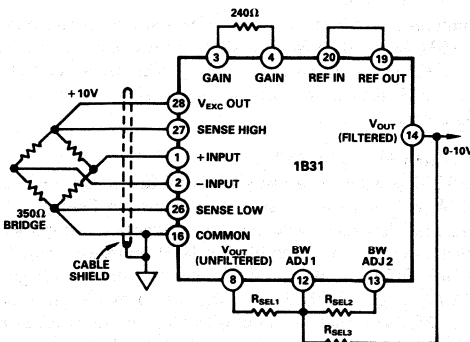 240Ω
3 4 20 19
GAIN GAIN REF IN REF OUT
+10V
28 V_EXC OUT
27 SENSE HIGH
1 +INPUT
2 −INPUT
26 SENSE LOW
16 COMMON
1B31
V_OUT
(FILTERED)
14
0-10V
350Ω
BRIDGE
CABLE
SHIELD
V_OUT
(UNFILTERED)
BW
ADJ 1
BW
ADJ 2
8 12 13
R_SEL1 R_SEL2
R_SEL3